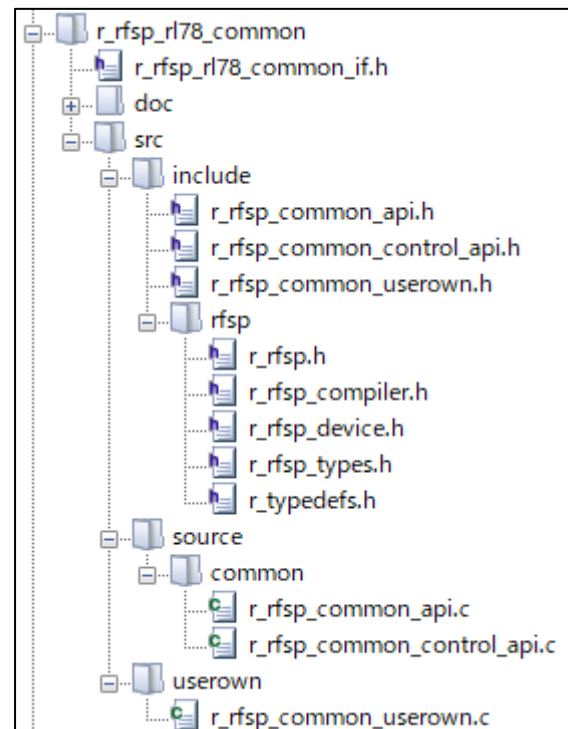 r_rfsp_rl78_common
r_rfsp_rl78_common_if.h
doc
src
include
r_rfsp_common_api.h
r_rfsp_common_control_api.h
r_rfsp_common_userown.h
rfsp
r_rfsp.h
r_rfsp_compiler.h
r_rfsp_device.h
r_rfsp_types.h
r_typedefs.h
source
common
r_rfsp_common_api.c
r_rfsp_common_control_api.c
userown
r_rfsp_common_userown.c